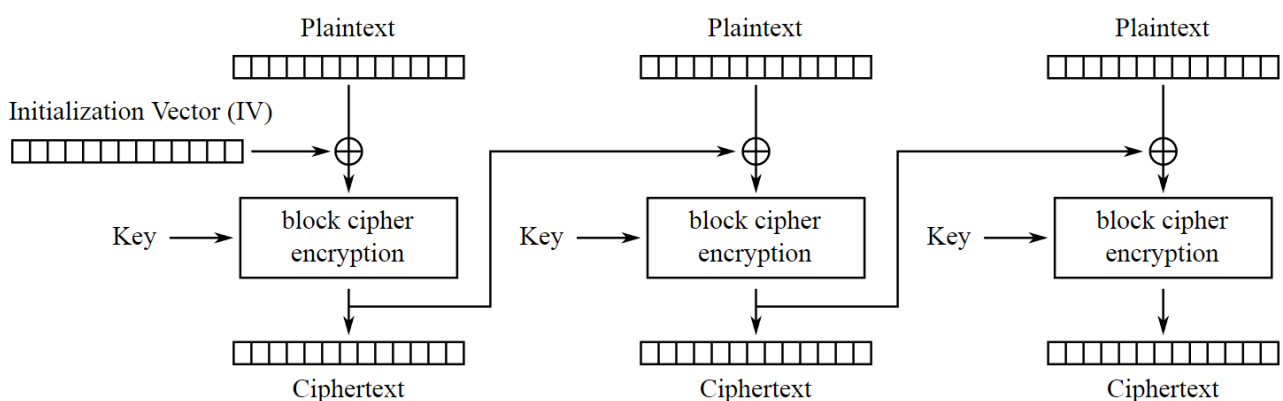 Plaintext
Plaintext
Plaintext
Initialization Vector (IV)
Key
block cipher
encryption
Key
block cipher
encryption
Key
block cipher
encryption
Ciphertext
Ciphertext
Ciphertext